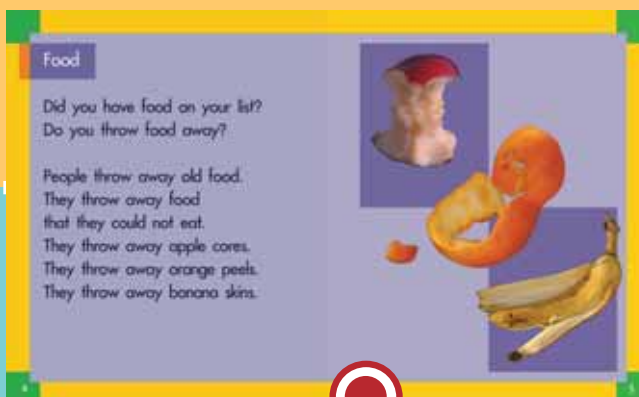 Food
Did you have food on your list?
Do you throw food away?
People throw away old food.
They throw away food
that they could not eat.
They throw away apple cores.
They throw away orange peels.
They throw away banana skins.